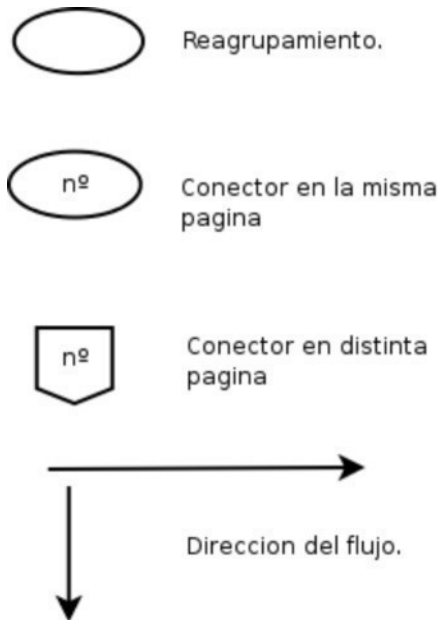 Reagrupamiento.
nº
Conector en la misma
pagina
nº
Conector en distinta
pagina
Direccion del flujo.